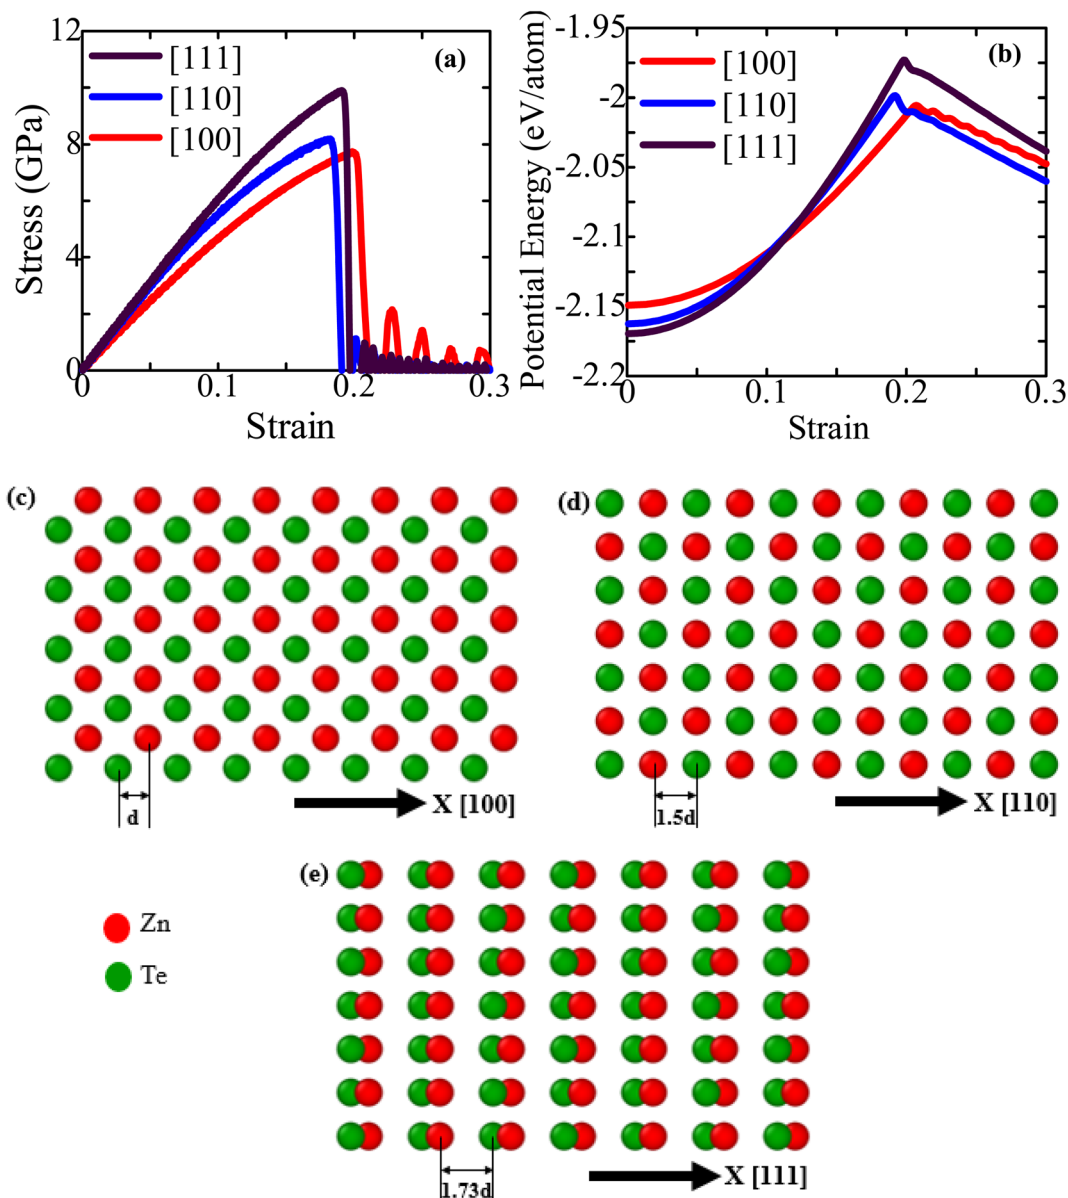 12
8
4
0
0
0.1
0.2
0.3
Stress (GPa)
Strain
[111]
[110]
[100]
(a)
-1.95
-2
-2.05
-2.1
-2.15
-2.2
0
0.1
0.2
0.3
Potential Energy (eV/atom)
Strain
[100]
[110]
[111]
(b)
(c)
d
X [100]
(d)
1.5d
X [110]
(e)
Zn
Te
1.73d
X [111]